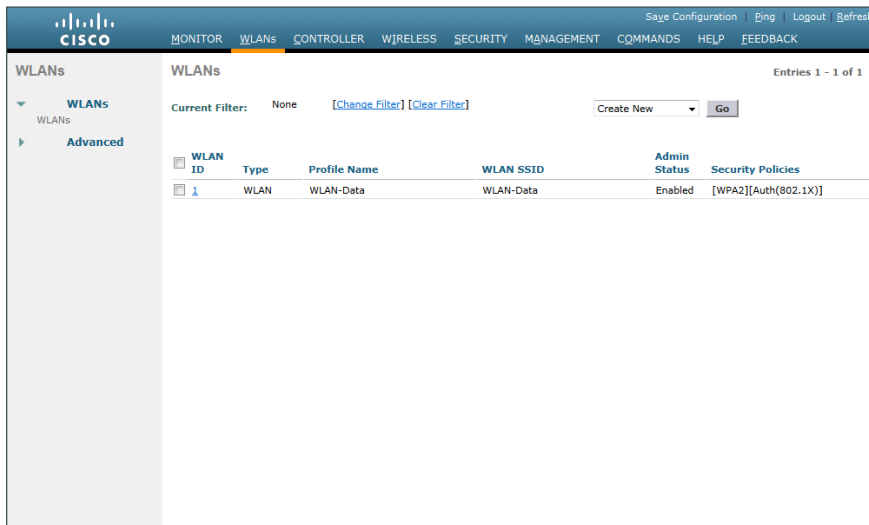 Save Configuration | Ping | Logout | Refresh
CISCO
MONITOR WLANs CONTROLLER WIRELESS SECURITY MANAGEMENT COMMANDS HELP FEEDBACK
WLANs
WLANs
WLANs
Advanced
WLANs
Entries 1 - 1 of 1
Current Filter: None [Change Filter] [Clear Filter]
Create New Go
WLAN ID Type Profile Name WLAN SSID Admin Status Security Policies
1 WLAN WLAN-Data WLAN-Data Enabled [WPA2][Auth(802.1X)]